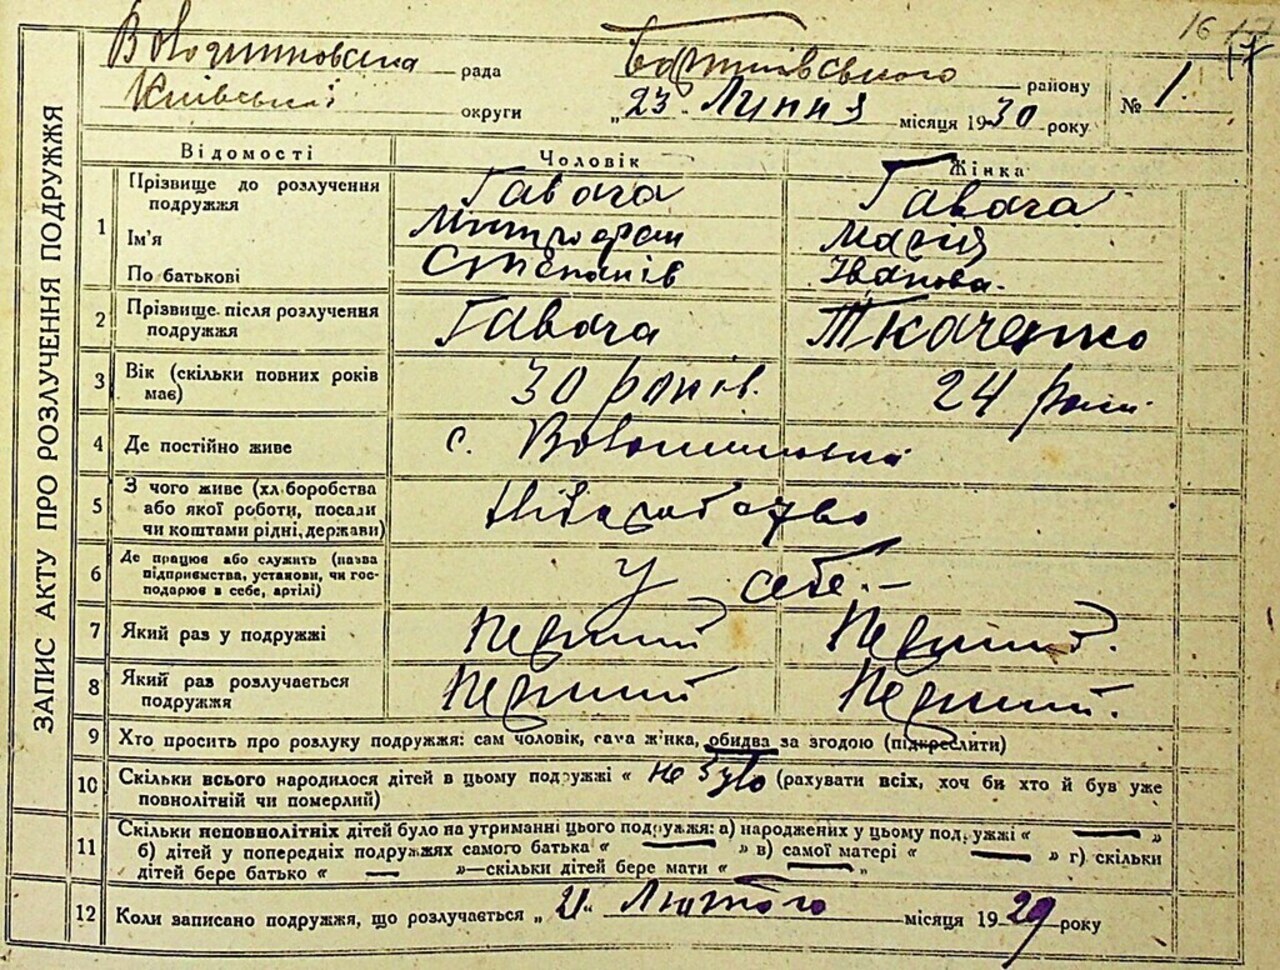 16 17
17
Волошиновська рада Баришівського району
Київської округи „23" Липня місяця 1930 року № 1.
ЗАПИС АКТУ ПРО РОЗЛУЧЕННЯ ПОДРУЖЖЯ
Відомості Чоловік Жінка
1 Прізвище до розлучення подружжя Гавага Гавага
Ім'я Митрофан Марія
По батькові Степанів Іванова.
2 Прізвище після розлучення подружжя Гавага Ткаченко
3 Вік (скільки повних років має) 30 років. 24 роки.
4 Де постійно живе с. Волошиновка
5 З чого живе (хліборобства або якої роботи, посади чи коштами рідні, держави) Хліборобство
6 Де працює або служить (назва підприємства, установи, чи господарює в себе, артілі) У себе.—
7 Який раз у подружжі Перший Перший.
8 Який раз розлучається подружжя Перший Перший.
9 Хто просить про розлуку подружжя: сам чоловік, сама ж'нка, обидва за згодою (підкреслити)
10 Скільки всього народилося дітей в цьому подружжі « не було (рахувати всіх, хоч би хто й був уже
повнолітній чи померлий)
11 Скільки неповнолітніх дітей було на утриманні цього подружжя: а) народжених у цьому подружжі « — »
б) дітей у попередніх подружжях самого батька « — » в) самої матері « — » г) скільки
дітей бере батько « — »—скільки дітей бере мати « — „
12 Коли записано подружжя, що розлучається „ Лютого місяця 1929 року